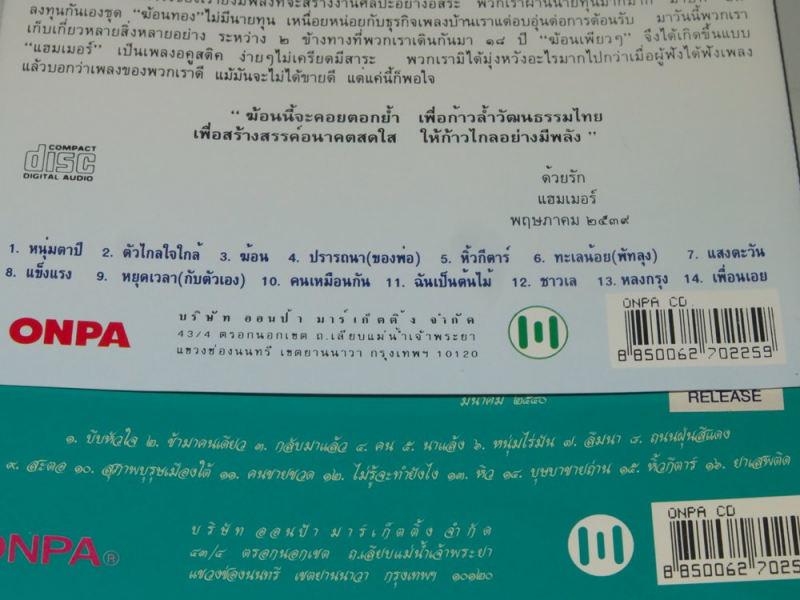 ลงทุนกันเองชุด "ฆ้อนทอง"ไม่มีนายทุน เหนื่อยหน่อยกับธุรกิจเพลงบ้านเราแต่อบอุ่นต่อการต้อนรับ มาวันนี้พวกเรา
เก็บเกี่ยวหลายสิ่งหลายอย่าง ระหว่าง ๒ ข้างทางที่พวกเราเดินกันมา ๑๘ ปี "ฆ้อนเพียวๆ" จึงได้เกิดขึ้นแบบ
"แฮมเมอร์" เป็นเพลงอคูสติค ง่ายๆไม่เครียดมีสาระ พวกเรามิได้มุ่งหวังอะไรมากไปกว่าเมื่อผู้ฟังได้ฟังเพลง
แล้วบอกว่าเพลงของพวกเราดี แม้มันจะไม่ได้ขายดี แต่แค่นี้ก็พอใจ
" ฆ้อนนี้จะคอยตอกย้ำ เพื่อก้าวล้ำวัฒนธรรมไทย
เพื่อสร้างสรรค์อนาคตสดใส ให้ก้าวไกลอย่างมีพลัง "
COMPACT
disc
DIGITAL AUDIO
ด้วยรัก
แฮมเมอร์
พฤษภาคม ๒๕๓๙
1. หนุ่มตาปี 2. ตัวไกลใจใกล้ 3. ฆ้อน 4. ปรารถนา(ของพ่อ) 5. หิ้วกีตาร์ 6. ทะเลน้อย(พัทลุง) 7. แสงตะวัน
8. แข็งแรง 9. หยุดเวลา(กับตัวเอง) 10. คนเหมือนกัน 11. ฉันเป็นต้นไม้ 12. ชาวเล 13. หลงกรุง 14. เพื่อนเอย
ONPA
บริษัท ออนป้า มาร์เก็ตติ้ง จำกัด
43/4 ตรอกนอกเขต ถ.เลียบแม่น้ำเจ้าพระยา
แขวงช่องนนทรี เขตยานนาวา กรุงเทพฯ 10120
ONPA CD.
8 850062 702259
มีนาคม ๒๕๔๐
RELEASE
๑. บีบหัวใจ ๒. ข้ามาคนเดียว ๓. กลับมาแล้ว ๔. คน ๕. นาแล้ง ๖. หนุ่มไร่มัน ๗. ลืมนา ๘. ถนนฝุ่นสีแดง
๙. สะตอ ๑๐. สุภาพบุรุษเมืองใต้ ๑๑. คนขายขวด ๑๒. ไม่รู้จะทำยังไง ๑๓. หิว ๑๔. บุษบาขายถ่าน ๑๕. หิ้วกีตาร์ ๑๖. ยาเสพติด
ONPA®
บริษัท ออนป้า มาร์เก็ตติ้ง จำกัด
๔๓/๔ ตรอกนอกเขต ถ.เลียบแม่น้ำเจ้าพระยา
แขวงช่องนนทรี เขตยานนาวา กรุงเทพฯ ๑๐๑๒๐
ONPA CD
8 850062 7025